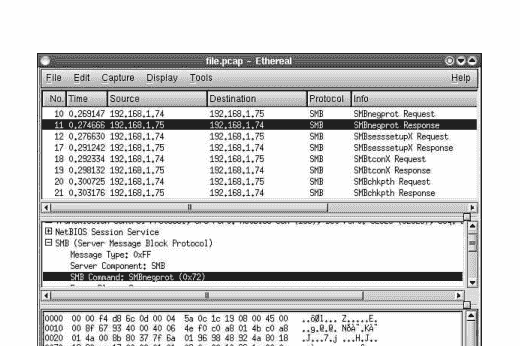 file.pcap - Ethereal
File Edit Capture Display Tools Help
No. Time Source Destination Protocol Info
10 0.269147 192.168.1.74 192.168.1.75 SMB SMBnegprot Request
11 0.274666 192.168.1.75 192.168.1.74 SMB SMBnegprot Response
12 0.276630 192.168.1.74 192.168.1.75 SMB SMBsesssetupX Request
17 0.291242 192.168.1.75 192.168.1.74 SMB SMBsesssetupX Response
18 0.292334 192.168.1.74 192.168.1.75 SMB SMBtconX Request
19 0.298132 192.168.1.75 192.168.1.74 SMB SMBtconX Response
20 0.300725 192.168.1.74 192.168.1.75 SMB SMBchkpth Request
21 0.303176 192.168.1.75 192.168.1.74 SMB SMBchkpth Response
NetBIOS Session Service
SMB (Server Message Block Protocol)
Message Type: 0xFF
Server Component: SMB
SMB Command: SMBnegprot (0x72)
0000 00 00 f4 d8 6c 0d 00 04 5a 0c 1c 19 08 00 45 00
0010 00 8f 67 93 40 00 40 06 4e f0 c0 a8 01 4b c0 a8
0020 01 4a 00 8b 80 37 7f 6a 01 96 98 48 92 4a 80 18